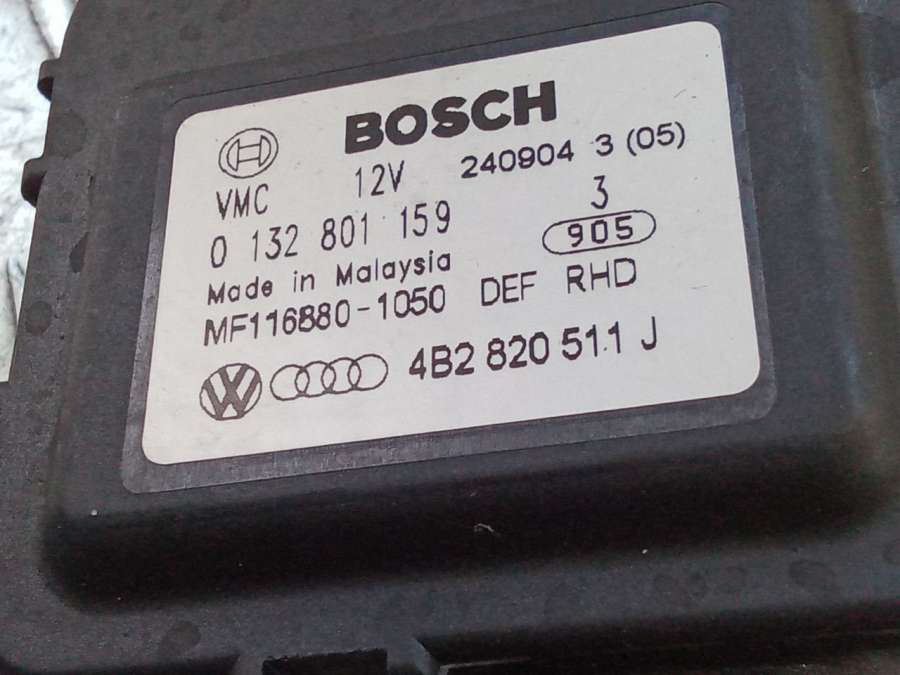 BOSCH
VMC 12V 240904 3 (05)
0 132 801 159 3
Made in Malaysia 905
MF116880-1050 DEF RHD
VW 4B2 820 511 J